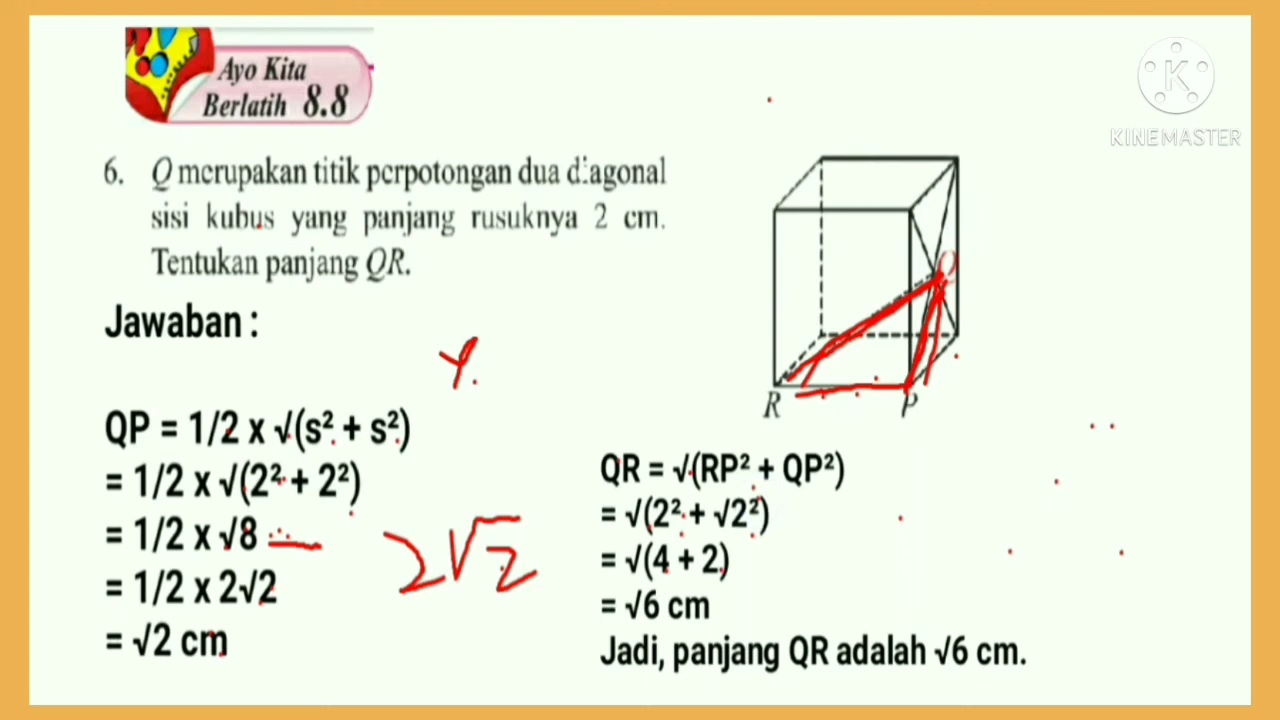 Ayo Kita
Berlatih 8.8
KINEMASTER
K
6. Q merupakan titik perpotongan dua diagonal
sisi kubus yang panjang rusuknya 2 cm.
Tentukan panjang QR.
Jawaban :
QP = 1/2 x √(s² + s²)
= 1/2 x √(2² + 2²)
= 1/2 x √8
= 1/2 x 2√2
= √2 cm
2√2
Q
R
P
QR = √(RP² + QP²)
= √(2² + √2²)
= √(4 + 2)
= √6 cm
Jadi, panjang QR adalah √6 cm.